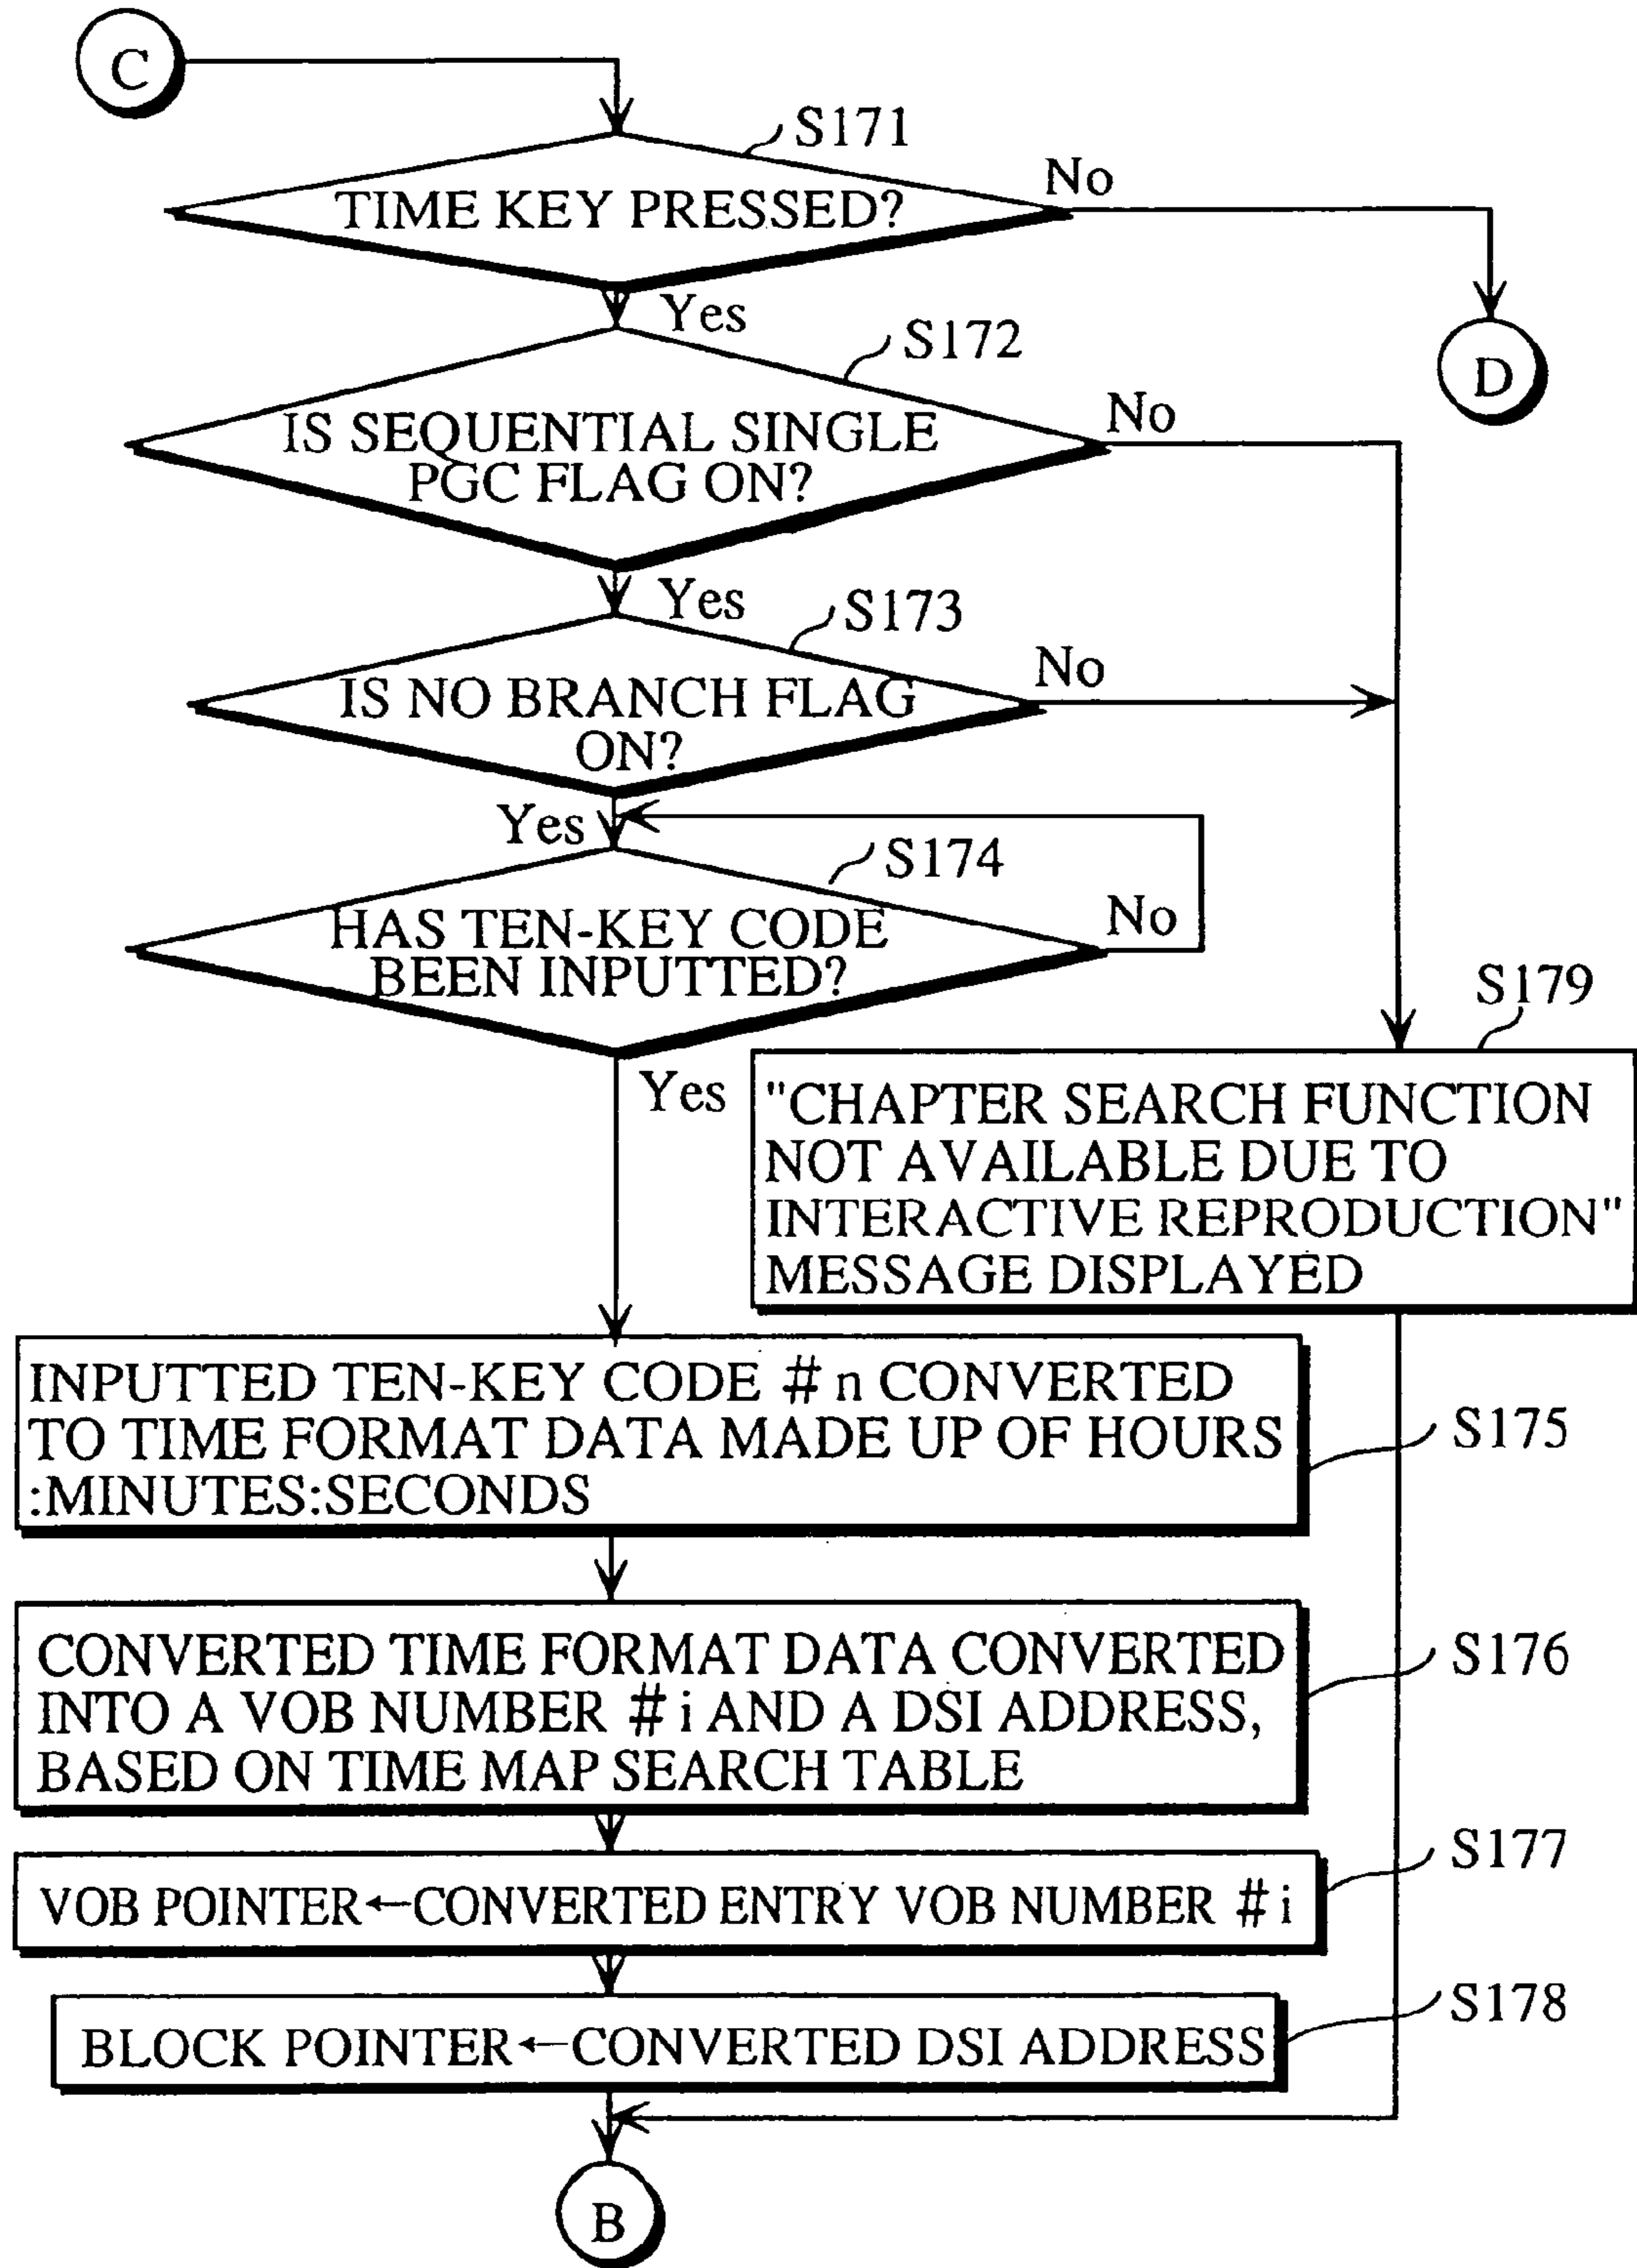 C
S171
TIME KEY PRESSED?
No
Yes
D
S172
IS SEQUENTIAL SINGLE
PGC FLAG ON?
No
Yes
S173
IS NO BRANCH FLAG
ON?
No
Yes
S174
HAS TEN-KEY CODE
BEEN INPUTTED?
No
Yes
S179
"CHAPTER SEARCH FUNCTION
NOT AVAILABLE DUE TO
INTERACTIVE REPRODUCTION"
MESSAGE DISPLAYED
INPUTTED TEN-KEY CODE #n CONVERTED
TO TIME FORMAT DATA MADE UP OF HOURS
:MINUTES:SECONDS
S175
CONVERTED TIME FORMAT DATA CONVERTED
INTO A VOB NUMBER #i AND A DSI ADDRESS,
BASED ON TIME MAP SEARCH TABLE
S176
VOB POINTER←CONVERTED ENTRY VOB NUMBER #i
S177
BLOCK POINTER←CONVERTED DSI ADDRESS
S178
B